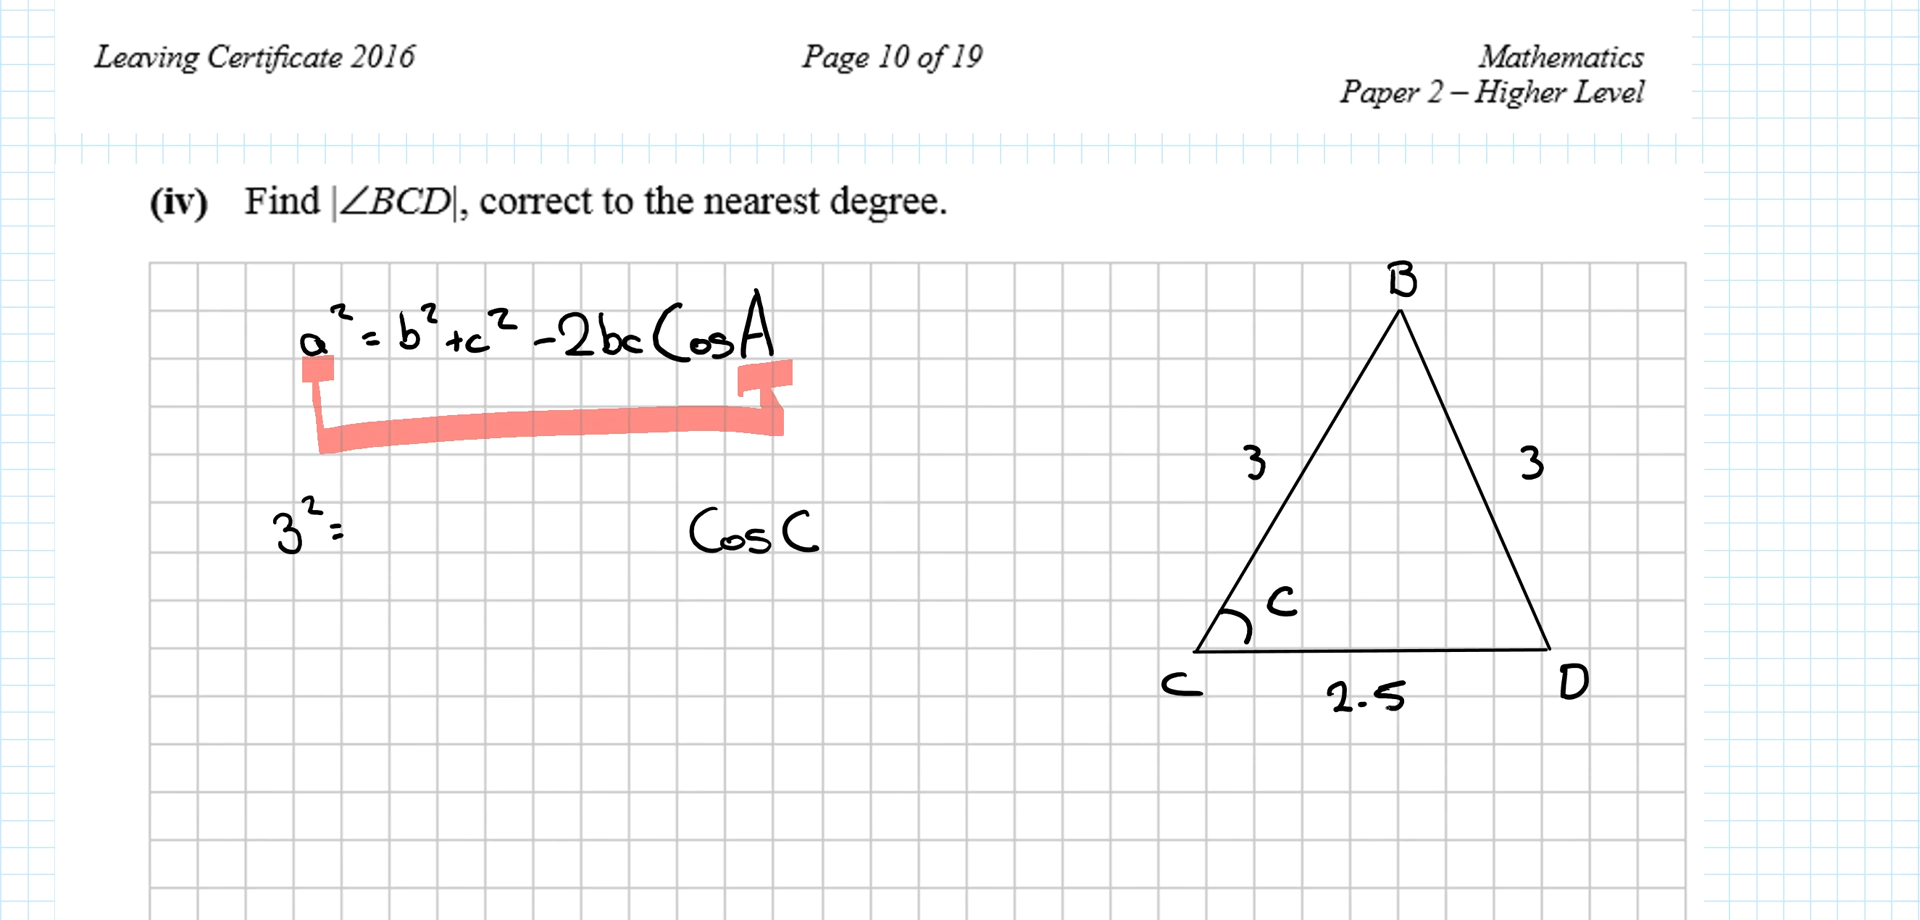 Leaving Certificate 2016 Page 10 of 19 Mathematics
Paper 2 – Higher Level
(iv) Find |∠BCD|, correct to the nearest degree.
a² = b² + c² - 2bc Cos A
3² = Cos C
B
3 3
C
C D
2.5